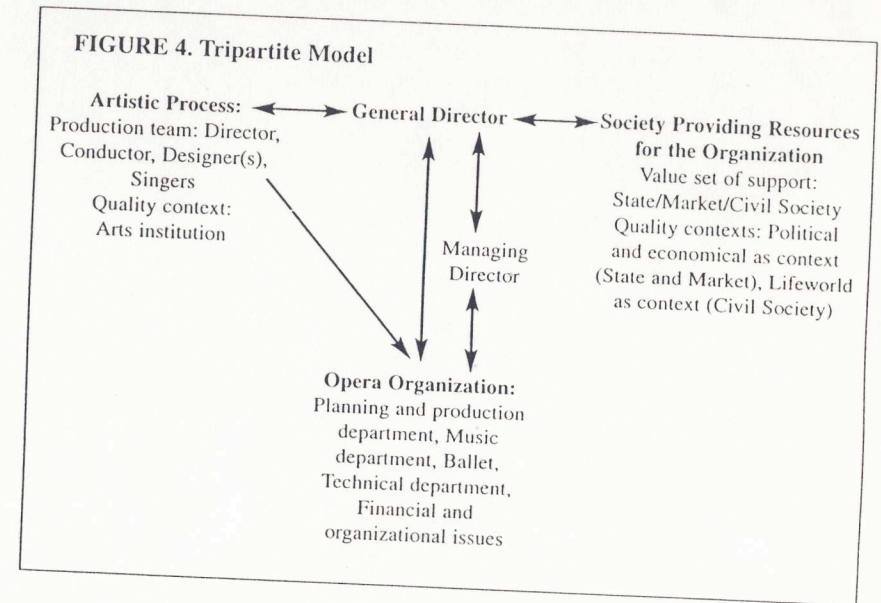 FIGURE 4. Tripartite Model
Artistic Process:
Production team: Director,
Conductor, Designer(s),
Singers
Quality context:
Arts institution
General Director
Society Providing Resources
for the Organization
Value set of support:
State/Market/Civil Society
Quality contexts: Political
and economical as context
(State and Market), Lifeworld
as context (Civil Society)
Managing
Director
Opera Organization:
Planning and production
department, Music
department, Ballet,
Technical department,
Financial and
organizational issues